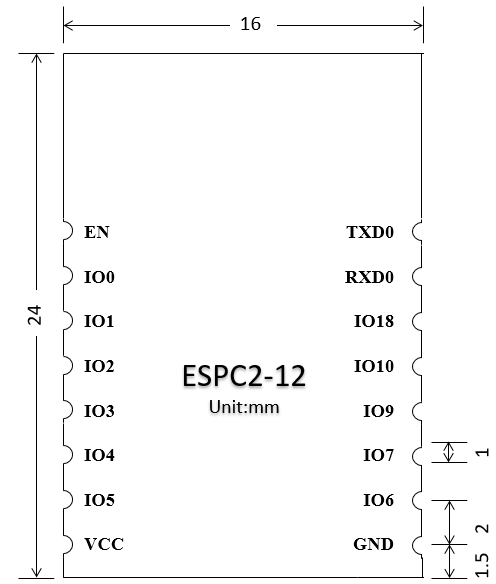 16
EN TXD0
IO0 RXD0
IO1 IO18
24
IO2 IO10
ESPC2-12
Unit:mm
IO3 IO9
IO4 IO7 1
IO5 IO6
2
VCC GND
1.5